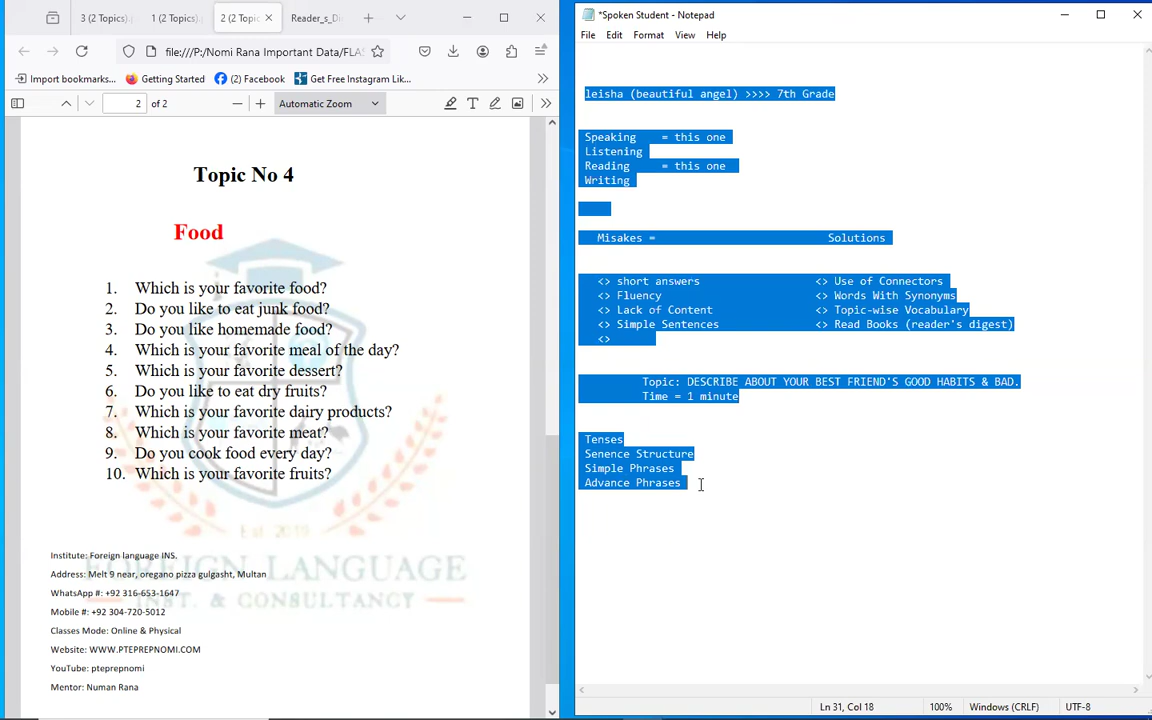 3 (2 Topics).
1 (2 Topics).
2 (2 Topic
Reader_s_Di
file:///P:/Nomi Rana Important Data/FLAS
Import bookmarks...
Getting Started
(2) Facebook
Get Free Instagram Lik...
2
of 2
Automatic Zoom
Topic No 4
Food
1. Which is your favorite food?
2. Do you like to eat junk food?
3. Do you like homemade food?
4. Which is your favorite meal of the day?
5. Which is your favorite dessert?
6. Do you like to eat dry fruits?
7. Which is your favorite dairy products?
8. Which is your favorite meat?
9. Do you cook food every day?
10. Which is your favorite fruits?
Est 2019
FOREIGN LANGUAGE
INST. & CONSULTANCY
Institute: Foreign language INS.
Address: Melt 9 near, oregano pizza gulgasht, Multan
WhatsApp #: +92 316-653-1647
Mobile #: +92 304-720-5012
Classes Mode: Online & Physical
Website: WWW.PTEPREPNOMI.COM
YouTube: pteprepnomi
Mentor: Numan Rana
*Spoken Student - Notepad
File Edit Format View Help
leisha (beautiful angel) >>>> 7th Grade
Speaking = this one
Listening
Reading = this one
Writing
Misakes = Solutions
<> short answers <> Use of Connectors
<> Fluency <> Words With Synonyms
<> Lack of Content <> Topic-wise Vocabulary
<> Simple Sentences <> Read Books (reader's digest)
<>
Topic: DESCRIBE ABOUT YOUR BEST FRIEND'S GOOD HABITS & BAD.
Time = 1 minute
Tenses
Senence Structure
Simple Phrases
Advance Phrases
Ln 31, Col 18
100%
Windows (CRLF)
UTF-8